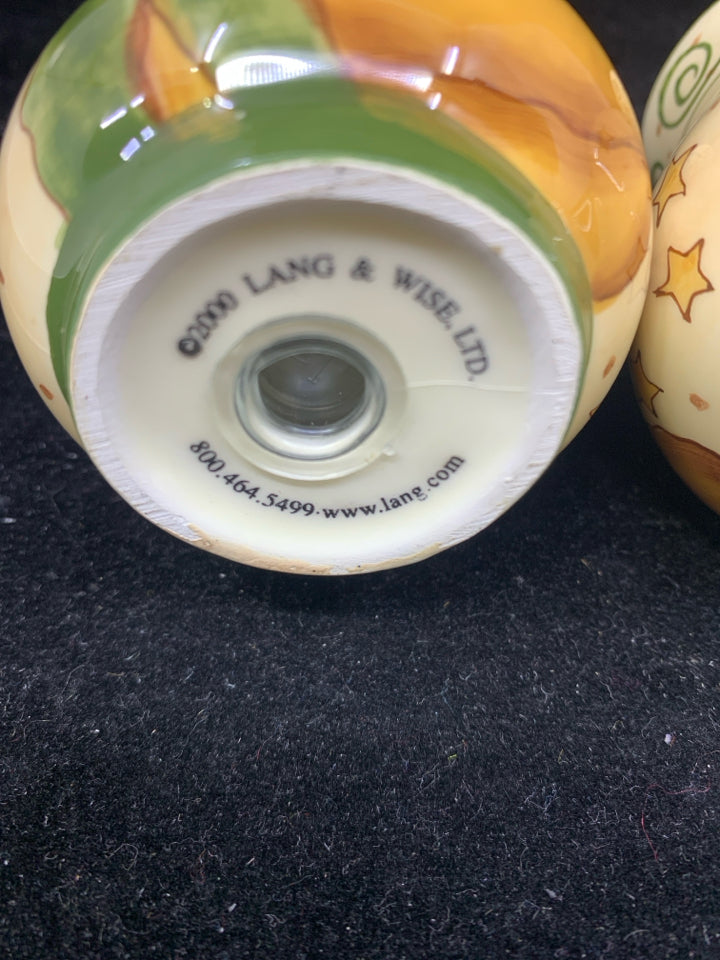 ©2000 LANG & WISE, LTD.
800.464.5499·www.lang.com